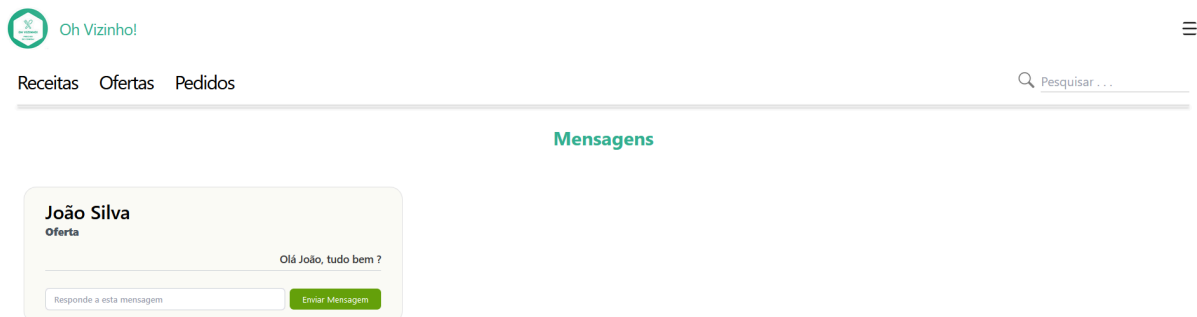 Oh Vizinho!
Receitas Ofertas Pedidos
Pesquisar . . .
Mensagens
João Silva
Oferta
Olá João, tudo bem ?
Responde a esta mensagem
Enviar Mensagem